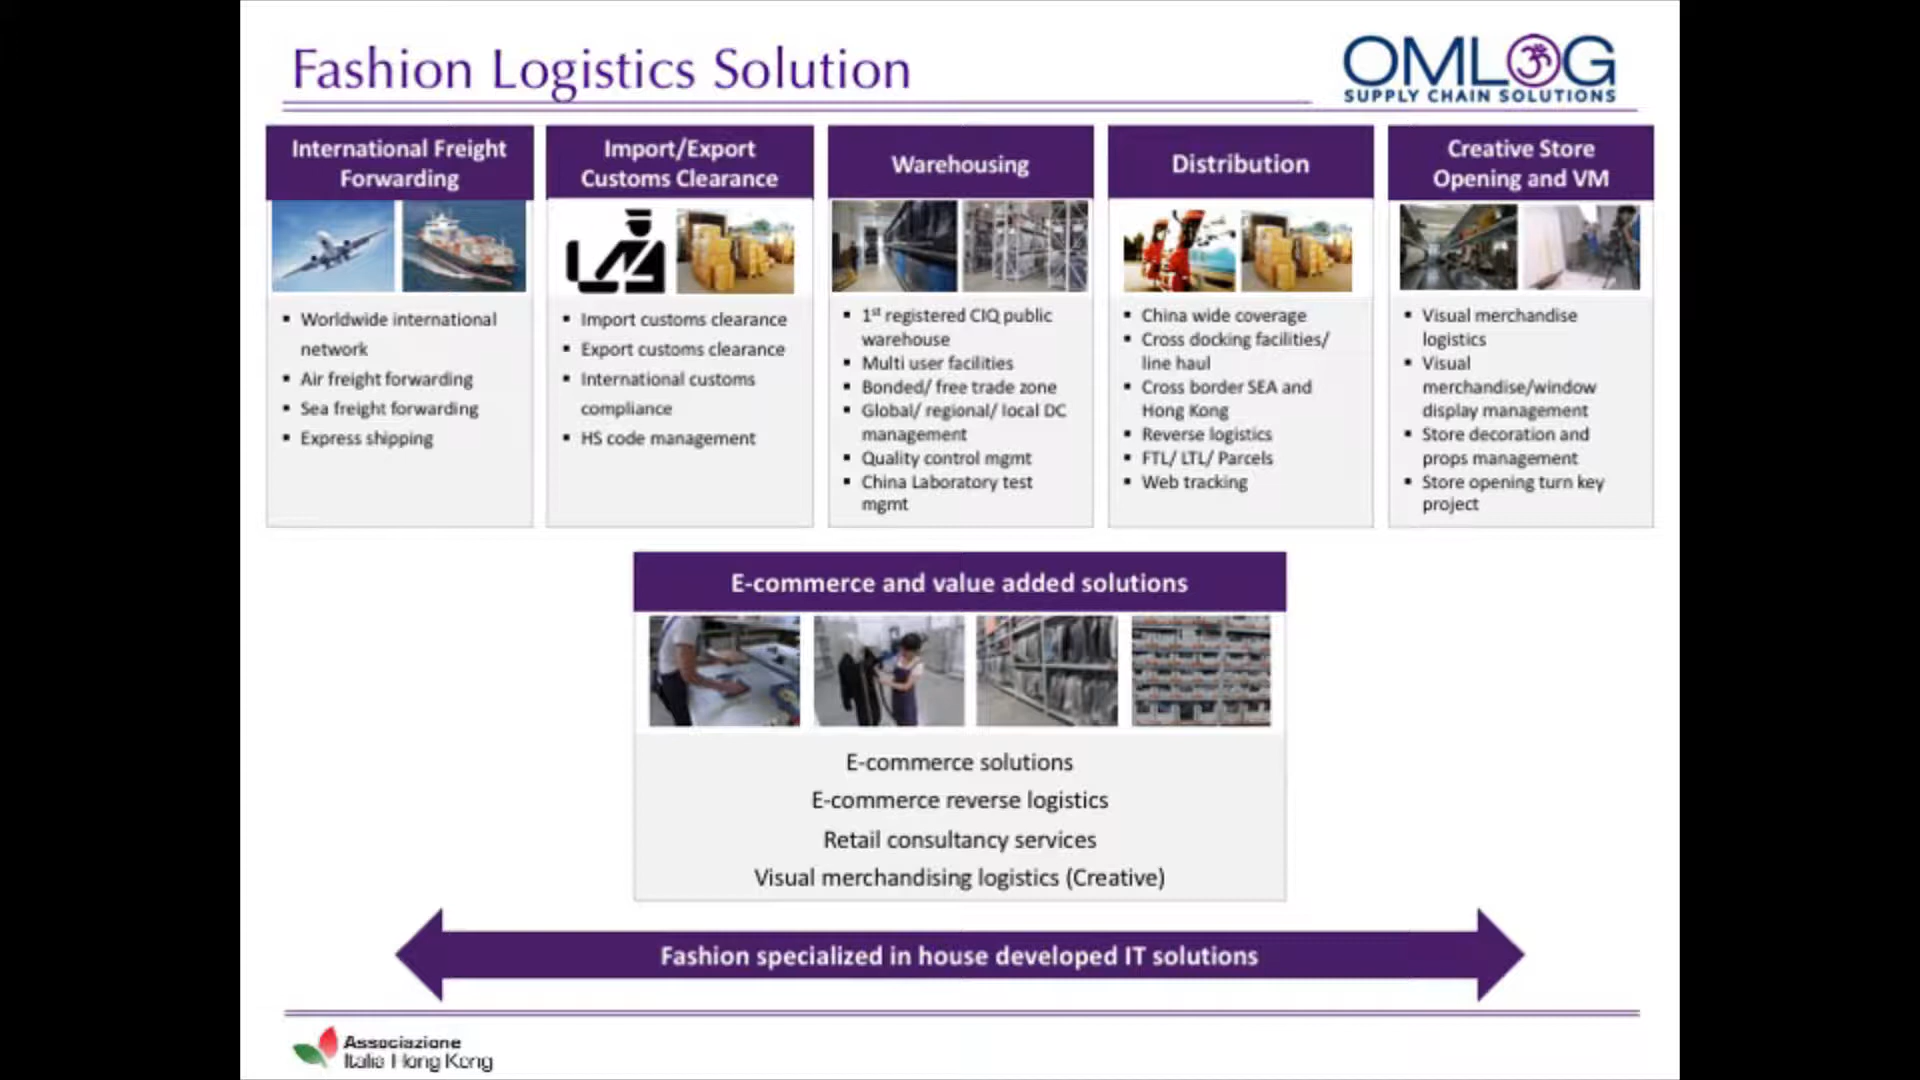 Fashion Logistics Solution
OMLOG
SUPPLY CHAIN SOLUTIONS
International Freight
Forwarding
▪ Worldwide international
network
▪ Air freight forwarding
▪ Sea freight forwarding
▪ Express shipping
Import/Export
Customs Clearance
▪ Import customs clearance
▪ Export customs clearance
▪ International customs
compliance
▪ HS code management
Warehousing
▪ 1st registered CIQ public
warehouse
▪ Multi user facilities
▪ Bonded/ free trade zone
▪ Global/ regional/ local DC
management
▪ Quality control mgmt
▪ China Laboratory test
mgmt
Distribution
▪ China wide coverage
▪ Cross docking facilities/
line haul
▪ Cross border SEA and
Hong Kong
▪ Reverse logistics
▪ FTL/ LTL/ Parcels
▪ Web tracking
Creative Store
Opening and VM
▪ Visual merchandise
logistics
▪ Visual
merchandise/window
display management
▪ Store decoration and
props management
▪ Store opening turn key
project
E-commerce and value added solutions
E-commerce solutions
E-commerce reverse logistics
Retail consultancy services
Visual merchandising logistics (Creative)
Fashion specialized in house developed IT solutions
Associazione
Italia Hong Kong